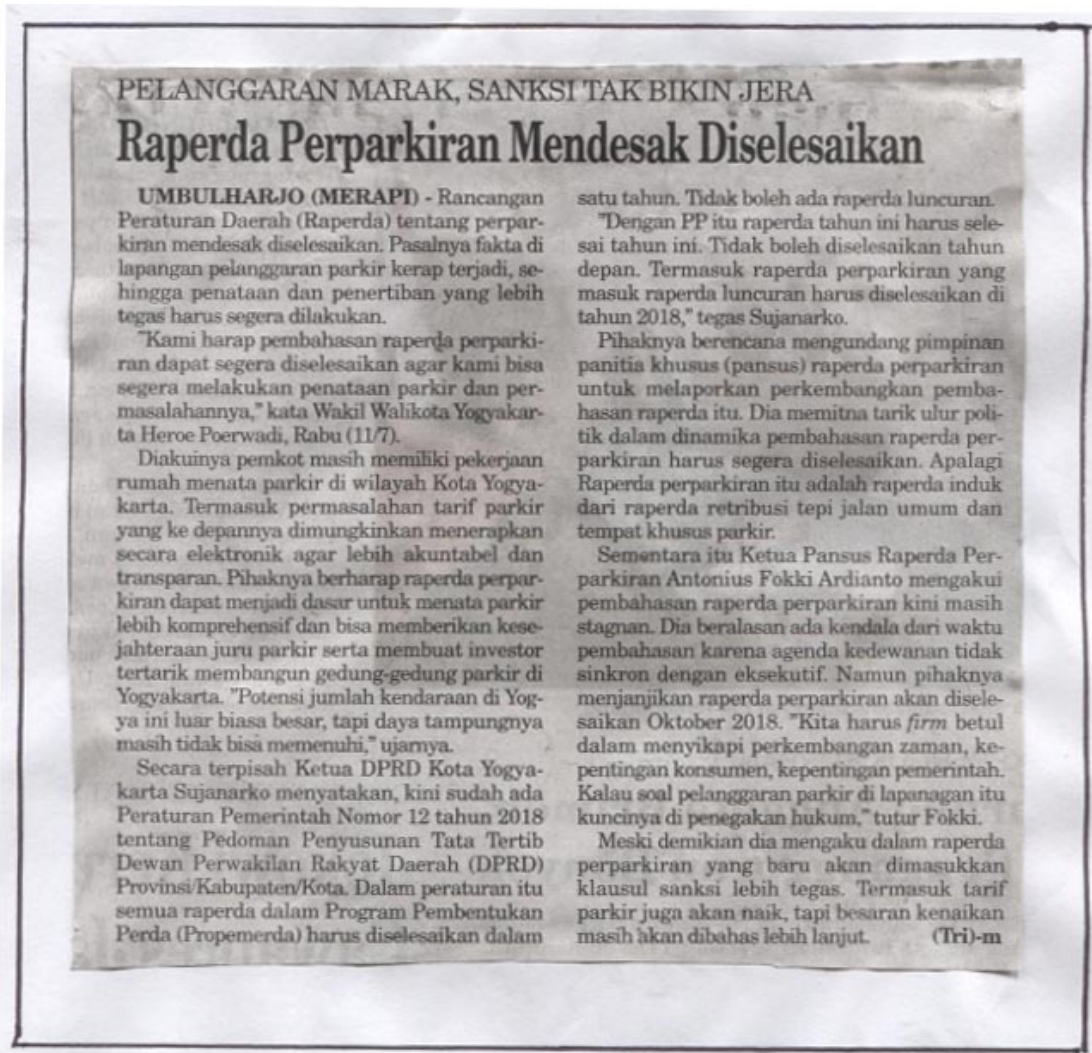 PELANGGARAN MARAK, SANKSI TAK BIKIN JERA
Raperda Perparkiran Mendesak Diselesaikan
UMBULHARJO (MERAPI) - Rancangan
Peraturan Daerah (Raperda) tentang perpar-
kiran mendesak diselesaikan. Pasalnya fakta di
lapangan pelanggaran parkir kerap terjadi, se-
hingga penataan dan penertiban yang lebih
tegas harus segera dilakukan.
"Kami harap pembahasan raperda perparki-
ran dapat segera diselesaikan agar kami bisa
segera melakukan penataan parkir dan per-
masalahannya," kata Wakil Walikota Yogyakar-
ta Heroe Poerwadi, Rabu (11/7).
Diakuinya pemkot masih memiliki pekerjaan
rumah menata parkir di wilayah Kota Yogya-
karta. Termasuk permasalahan tarif parkir
yang ke depannya dimungkinkan menerapkan
secara elektronik agar lebih akuntabel dan
transparan. Pihaknya berharap raperda perpar-
kiran dapat menjadi dasar untuk menata parkir
lebih komprehensif dan bisa memberikan kese-
jahteraan juru parkir serta membuat investor
tertarik membangun gedung-gedung parkir di
Yogyakarta. "Potensi jumlah kendaraan di Yog-
ya ini luar biasa besar, tapi daya tampungnya
masih tidak bisa memenuhi," ujarnya.
Secara terpisah Ketua DPRD Kota Yogya-
karta Sujanarko menyatakan, kini sudah ada
Peraturan Pemerintah Nomor 12 tahun 2018
tentang Pedoman Penyusunan Tata Tertib
Dewan Perwakilan Rakyat Daerah (DPRD)
Provinsi/Kabupaten/Kota. Dalam peraturan itu
semua raperda dalam Program Pembentukan
Perda (Propemerda) harus diselesaikan dalam
satu tahun. Tidak boleh ada raperda luncuran.
"Dengan PP itu raperda tahun ini harus sele-
sai tahun ini. Tidak boleh diselesaikan tahun
depan. Termasuk raperda perparkiran yang
masuk raperda luncuran harus diselesaikan di
tahun 2018," tegas Sujanarko.
Pihaknya berencana mengundang pimpinan
panitia khusus (pansus) raperda perparkiran
untuk melaporkan perkembangkan pemba-
hasan raperda itu. Dia memitna tarik ulur poli-
tik dalam dinamika pembahasan raperda per-
parkiran harus segera diselesaikan. Apalagi
Raperda perparkiran itu adalah raperda induk
dari raperda retribusi tepi jalan umum dan
tempat khusus parkir.
Sementara itu Ketua Pansus Raperda Per-
parkiran Antonius Fokki Ardianto mengakui
pembahasan raperda perparkiran kini masih
stagnan. Dia beralasan ada kendala dari waktu
pembahasan karena agenda kedewanan tidak
sinkron dengan eksekutif. Namun pihaknya
menjanjikan raperda perparkiran akan disele-
saikan Oktober 2018. "Kita harus firm betul
dalam menyikapi perkembangan zaman, ke-
pentingan konsumen, kepentingan pemerintah.
Kalau soal pelanggaran parkir di lapanagan itu
kuncinya di penegakan hukum," tutur Fokki.
Meski demikian dia mengaku dalam raperda
perparkiran yang baru akan dimasukkan
klausul sanksi lebih tegas. Termasuk tarif
parkir juga akan naik, tapi besaran kenaikan
masih akan dibahas lebih lanjut. (Tri)-m